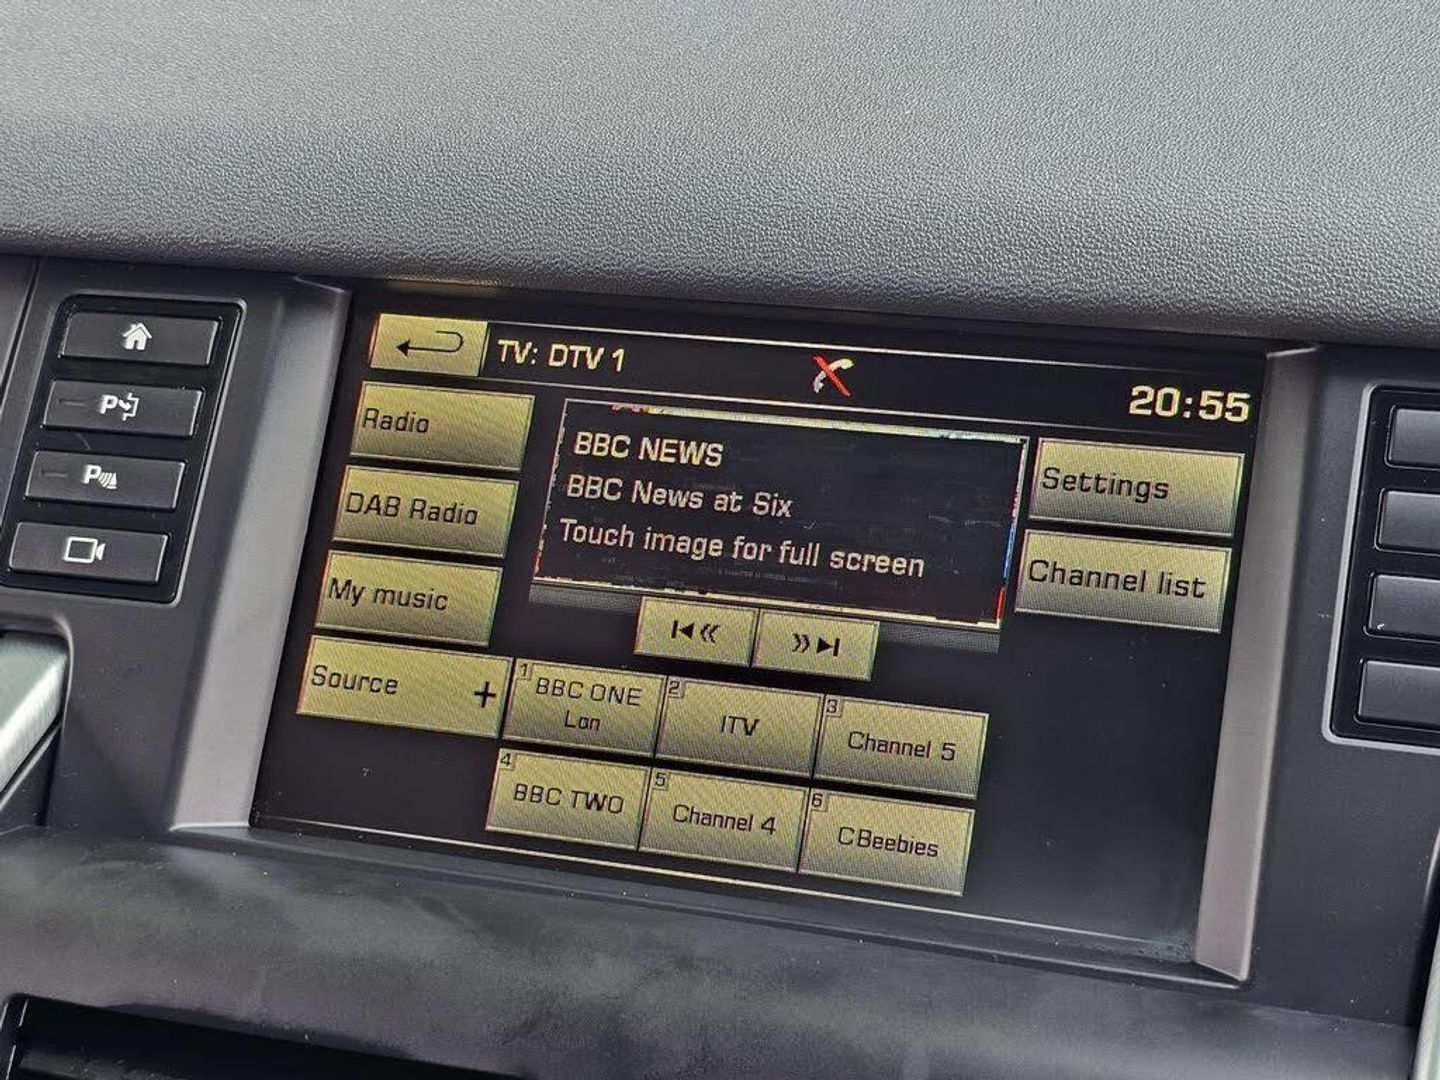 TV: DTV 1
20:55
Radio
DAB Radio
My music
Source +
BBC NEWS
BBC News at Six
Touch image for full screen
Settings
Channel list
1 BBC ONE
Lon
2 ITV
3 Channel 5
4 BBC TWO
5 Channel 4
6 CBeebies
P
P